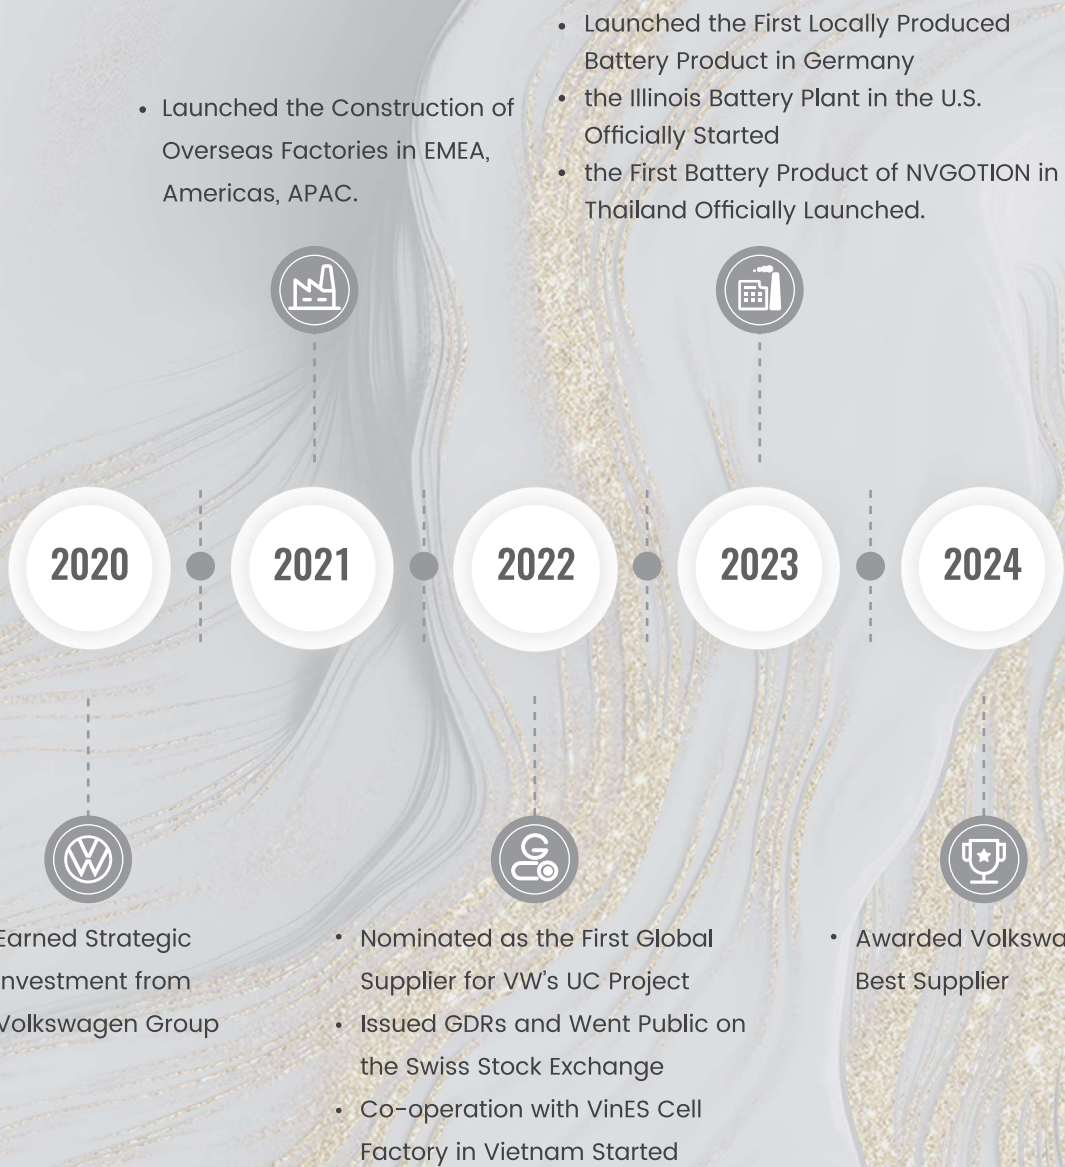 • Launched the First Locally Produced
Battery Product in Germany
• the Illinois Battery Plant in the U.S.
Officially Started
• the First Battery Product of NVGOTION in
Thailand Officially Launched.
• Launched the Construction of
Overseas Factories in EMEA,
Americas, APAC.
2020
2021
2022
2023
2024
Earned Strategic
Investment from
Volkswagen Group
• Nominated as the First Global
Supplier for VW's UC Project
• Issued GDRs and Went Public on
the Swiss Stock Exchange
• Co-operation with VinES Cell
Factory in Vietnam Started
• Awarded Volkswa
Best Supplier